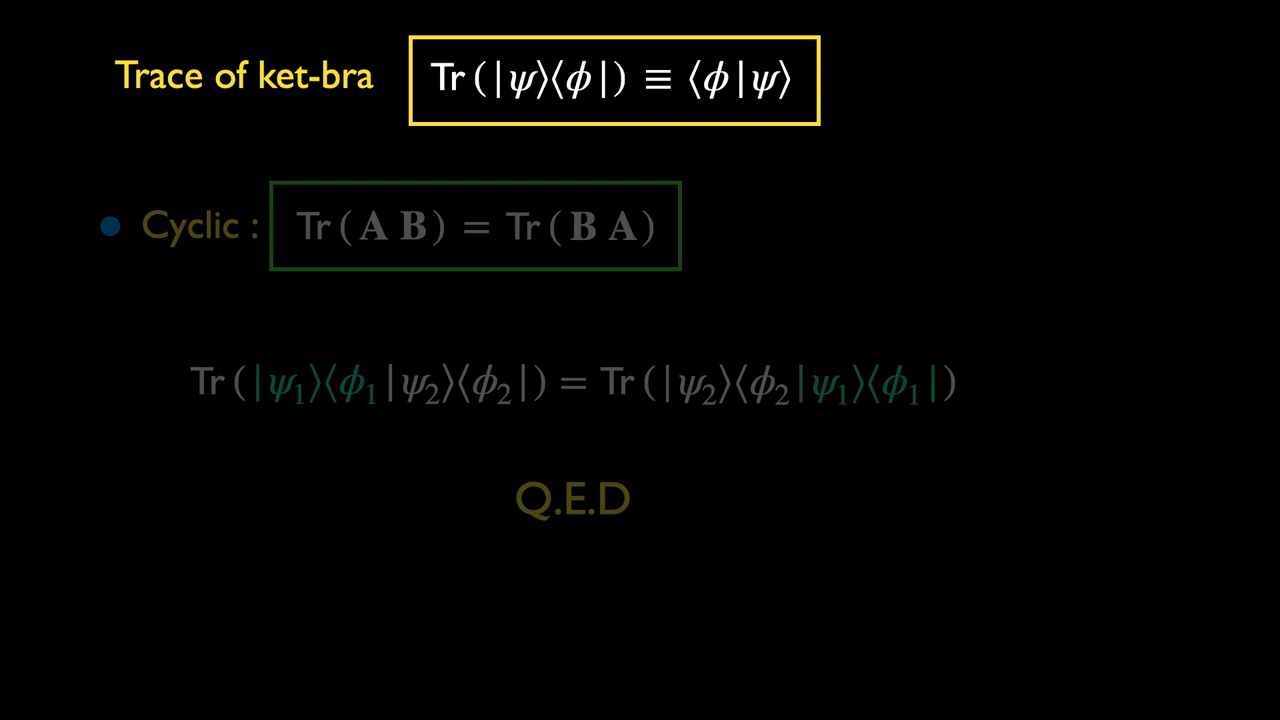 Trace of ket-bra Tr(|ψ⟩⟨ϕ|) ≡ ⟨ϕ|ψ⟩
• Cyclic : Tr(A B) = Tr(B A)
Tr(|ψ₁⟩⟨ϕ₁|ψ₂⟩⟨ϕ₂|) = Tr(|ψ₂⟩⟨ϕ₂|ψ₁⟩⟨ϕ₁|)
Q.E.D